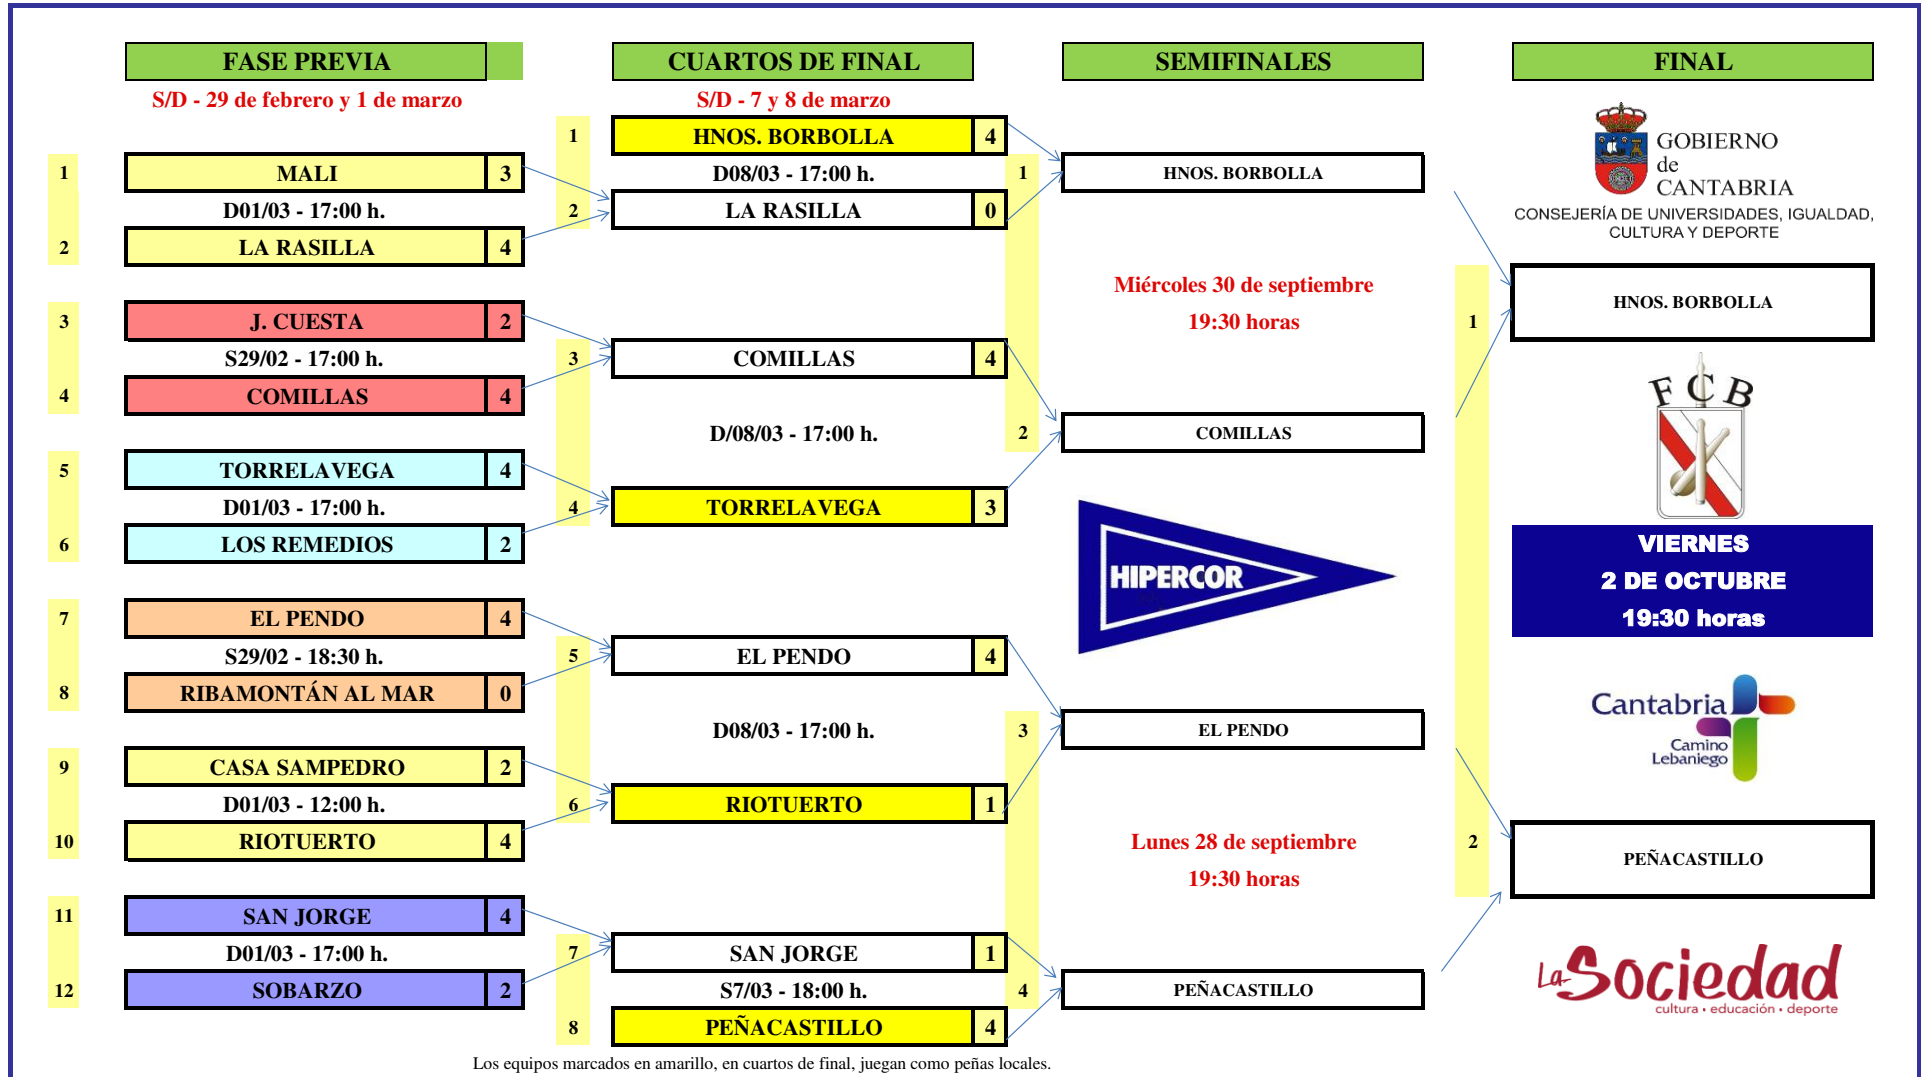 FASE PREVIA
S/D - 29 de febrero y 1 de marzo
1 MALI 3
D01/03 - 17:00 h.
2 LA RASILLA 4
3 J. CUESTA 2
S29/02 - 17:00 h.
4 COMILLAS 4
5 TORRELAVEGA 4
D01/03 - 17:00 h.
6 LOS REMEDIOS 2
7 EL PENDO 4
S29/02 - 18:30 h.
8 RIBAMONTÁN AL MAR 0
9 CASA SAMPEDRO 2
D01/03 - 12:00 h.
10 RIOTUERTO 4
11 SAN JORGE 4
D01/03 - 17:00 h.
12 SOBARZO 2
CUARTOS DE FINAL
S/D - 7 y 8 de marzo
1 HNOS. BORBOLLA 4
D08/03 - 17:00 h.
2 LA RASILLA 0
3 COMILLAS 4
D/08/03 - 17:00 h.
4 TORRELAVEGA 3
5 EL PENDO 4
D08/03 - 17:00 h.
6 RIOTUERTO 1
7 SAN JORGE 1
S7/03 - 18:00 h.
8 PEÑACASTILLO 4
SEMIFINALES
1 HNOS. BORBOLLA
Miércoles 30 de septiembre
19:30 horas
2 COMILLAS
HIPERCOR
3 EL PENDO
Lunes 28 de septiembre
19:30 horas
4 PEÑACASTILLO
FINAL
GOBIERNO
de
CANTABRIA
CONSEJERÍA DE UNIVERSIDADES, IGUALDAD,
CULTURA Y DEPORTE
HNOS. BORBOLLA
1
FCB
VIERNES
2 DE OCTUBRE
19:30 horas
Cantabria
Camino
Lebaniego
2 PEÑACASTILLO
La Sociedad
cultura • educación • deporte
Los equipos marcados en amarillo, en cuartos de final, juegan como peñas locales.